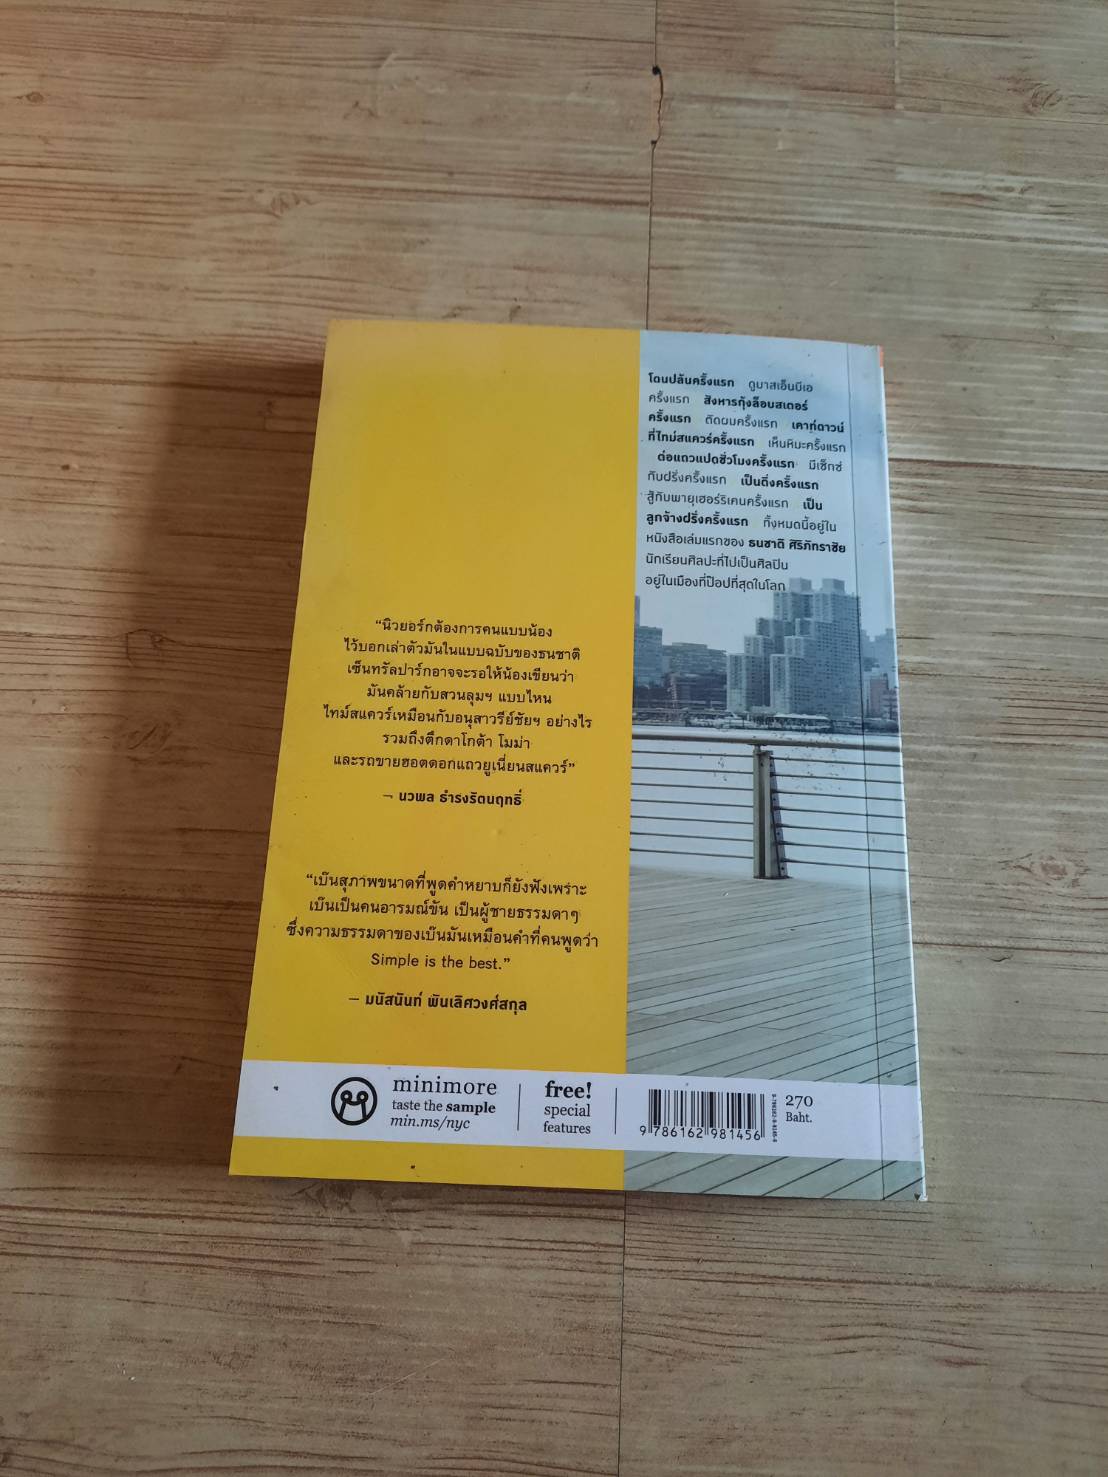 โดนปล้นครั้งแรก ดูมาสเอ็นบีเอ
ครั้งแรก สังหารกุ้งล็อบสเตอร์
ครั้งแรก ตัดผมครั้งแรก เคาท์ดาวน์
ที่ไทม์สแควร์ครั้งแรก เห็นหิมะครั้งแรก
ต่อแถวแปดชั่วโมงครั้งแรก มีเซ็กซ์
กับฝรั่งครั้งแรก เป็นติ่งครั้งแรก
สู้กับพายุเฮอร์ริเคนครั้งแรก เป็น
ลูกจ้างฝรั่งครั้งแรก ทั้งหมดนี้อยู่ใน
หนังสือเล่มแรกของ ธนชาติ ศิริภัทราชัย
นักเรียนศิลปะที่ไปเป็นศิลปิน
อยู่ในเมืองที่ป๊อปที่สุดในโลก
“นิวยอร์กต้องการคนแบบน้อง
ไว้บอกเล่าตัวมันในแบบฉบับของธนชาติ
เซ็นทรัลปาร์กอาจจะรอให้น้องเขียนว่า
มันคล้ายกับสวนลุมฯ แบบไหน
ไทม์สแควร์เหมือนกับอนุสาวรีย์ชัยฯ อย่างไร
รวมถึงตึกดาโกต้า โมม่า
และรถขายฮอตดอกแถวยูเนี่ยนสแควร์”
– นวพล ธำรงรัตนฤทธิ์
“เบ๊นสุภาพขนาดที่พูดคำหยาบก็ยังฟังเพราะ
เบ๊นเป็นคนอารมณ์ขัน เป็นผู้ชายธรรมดาๆ
ซึ่งความธรรมดาของเบ๊นมันเหมือนคำที่คนพูดว่า
Simple is the best.”
– มนัสนันท์ พันเลิศวงศ์สกุล
minimore
taste the sample
min.ms/nyc
free!
special
features
9 786162 981456
270
Baht.